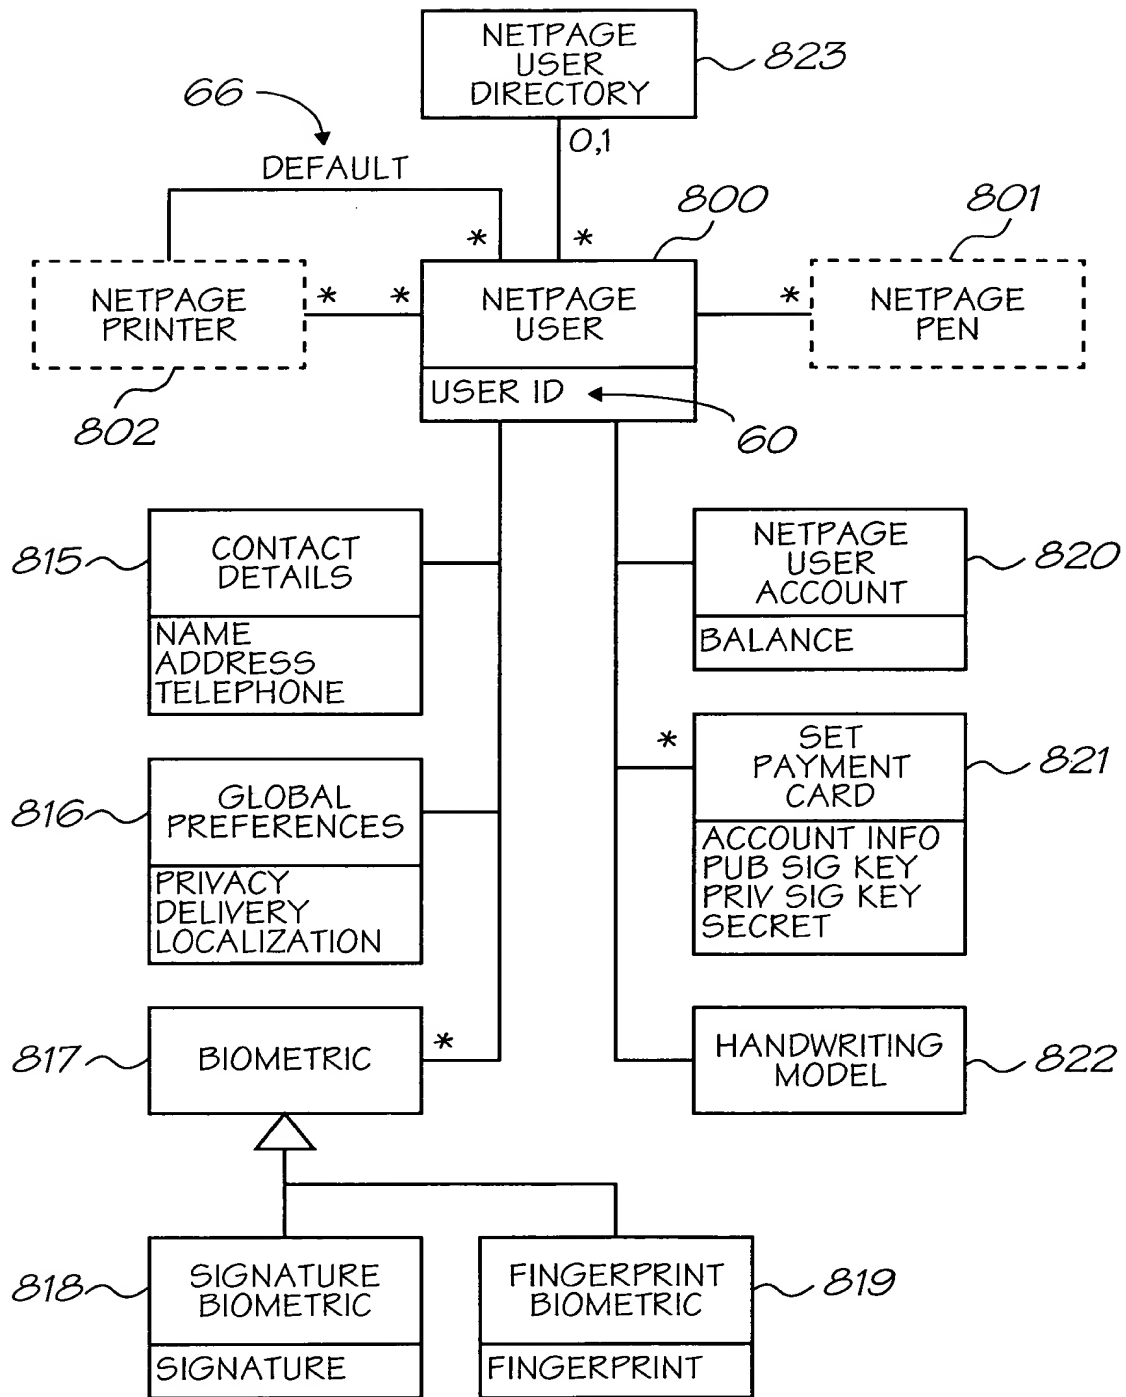 NETPAGE
USER
DIRECTORY
823
66
DEFAULT
0,1
*
*
800
801
NETPAGE
PRINTER
*
*
NETPAGE
USER
*
NETPAGE
PEN
802
USER ID
60
815
CONTACT
DETAILS
NAME
ADDRESS
TELEPHONE
NETPAGE
USER
ACCOUNT
820
BALANCE
816
GLOBAL
PREFERENCES
PRIVACY
DELIVERY
LOCALIZATION
*
SET
PAYMENT
CARD
821
ACCOUNT INFO
PUB SIG KEY
PRIV SIG KEY
SECRET
817
BIOMETRIC
*
HANDWRITING
MODEL
822
818
SIGNATURE
BIOMETRIC
SIGNATURE
FINGERPRINT
BIOMETRIC
819
FINGERPRINT